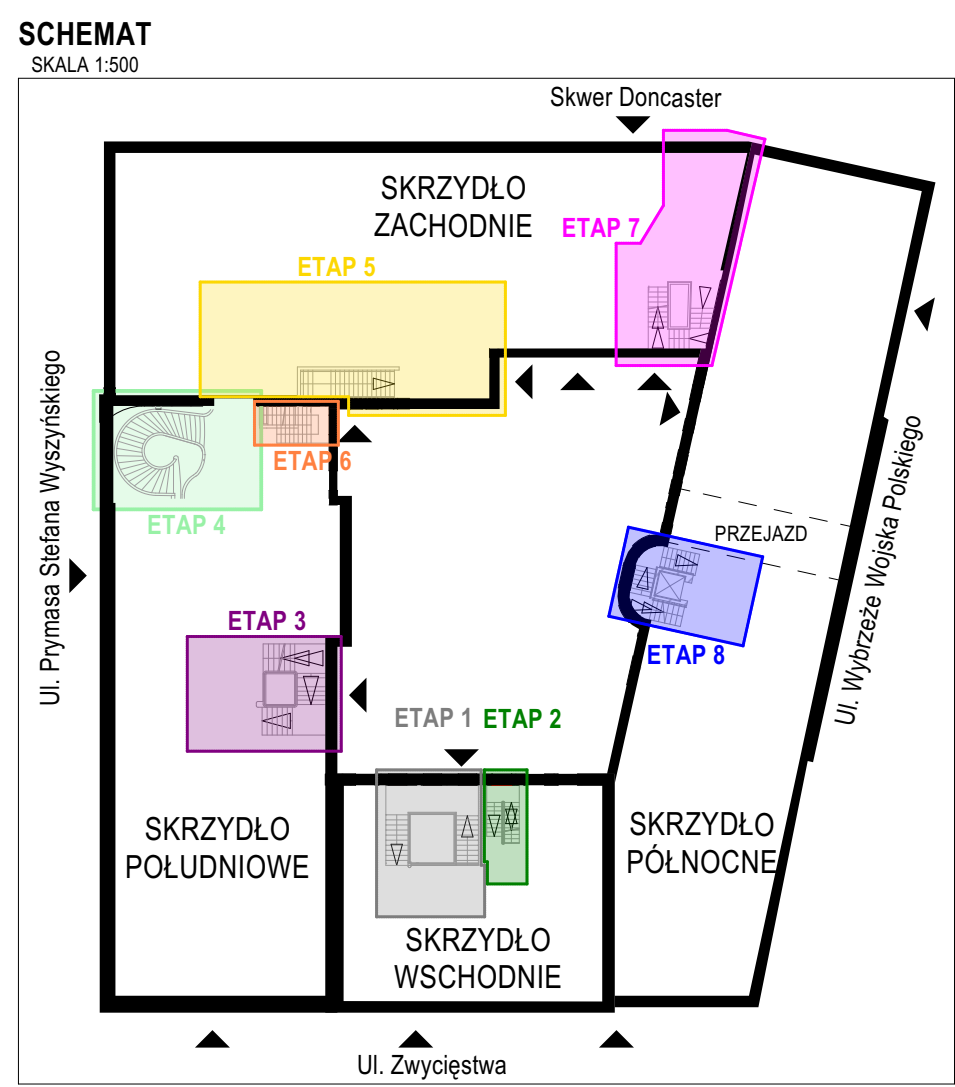 SCHEMAT
SKALA 1:500
Skwer Doncaster
SKRZYDŁO
ZACHODNIE
ETAP 7
ETAP 5
Ul. Prymasa Stefana Wyszyńskiego
ETAP 6
ETAP 4
PRZEJAZD
Ul. Wybrzeże Wojska Polskiego
ETAP 3
ETAP 8
ETAP 1
ETAP 2
SKRZYDŁO
POŁUDNIOWE
SKRZYDŁO
PÓŁNOCNE
SKRZYDŁO
WSCHODNIE
Ul. Zwycięstwa